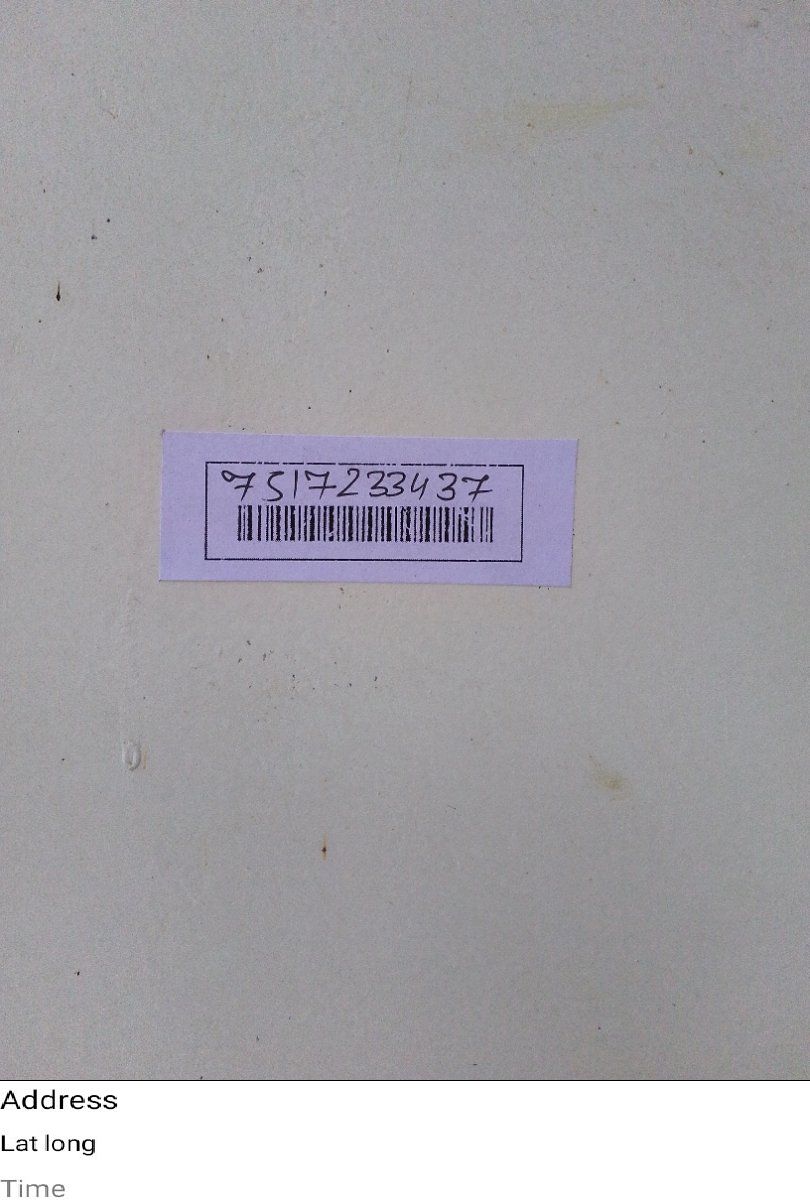 7517233437
Address
Lat long
Time